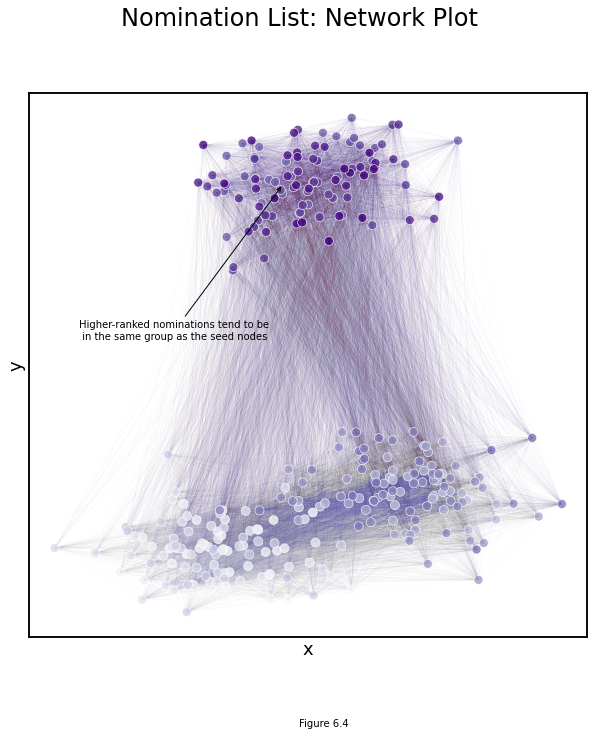 Nomination List: Network Plot
Higher-ranked nominations tend to be
in the same group as the seed nodes
y
x
Figure 6.4